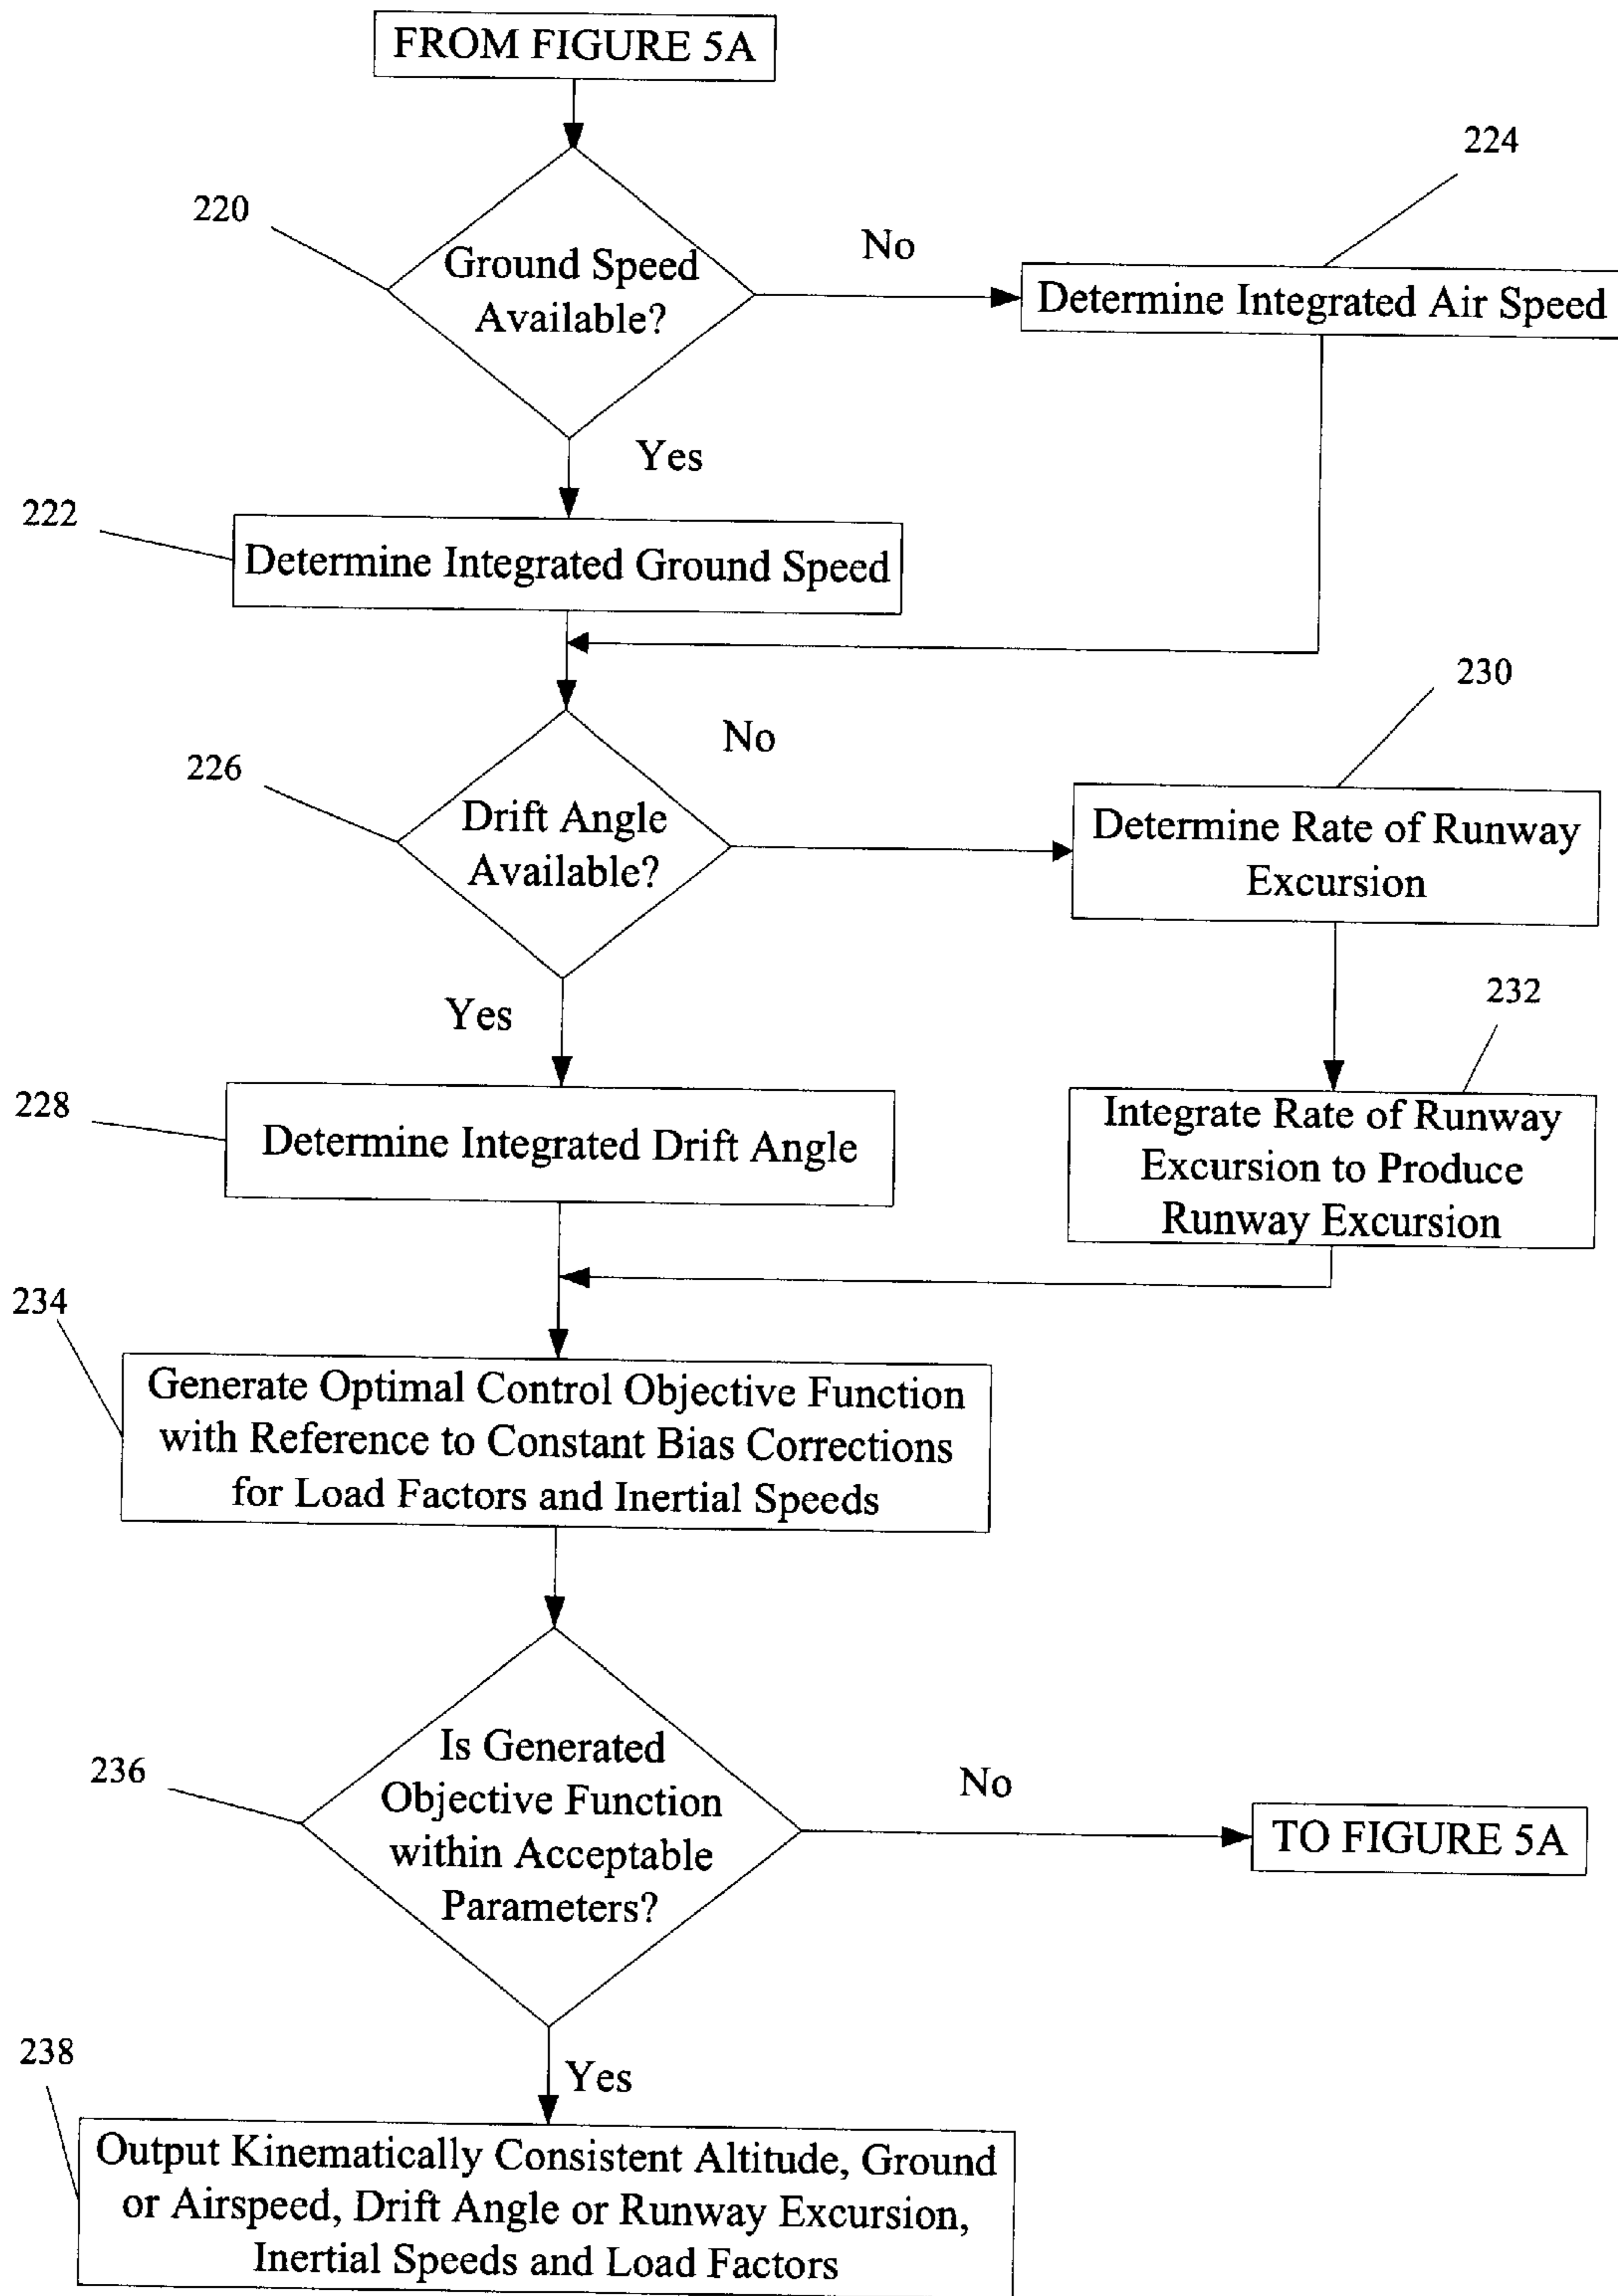 FROM FIGURE 5A
224
220
Ground Speed
Available?
No
Determine Integrated Air Speed
Yes
222
Determine Integrated Ground Speed
230
No
226
Drift Angle
Available?
Determine Rate of Runway
Excursion
Yes
232
228
Determine Integrated Drift Angle
Integrate Rate of Runway
Excursion to Produce
Runway Excursion
234
Generate Optimal Control Objective Function
with Reference to Constant Bias Corrections
for Load Factors and Inertial Speeds
236
Is Generated
Objective Function
within Acceptable
Parameters?
No
TO FIGURE 5A
Yes
238
Output Kinematically Consistent Altitude, Ground
or Airspeed, Drift Angle or Runway Excursion,
Inertial Speeds and Load Factors